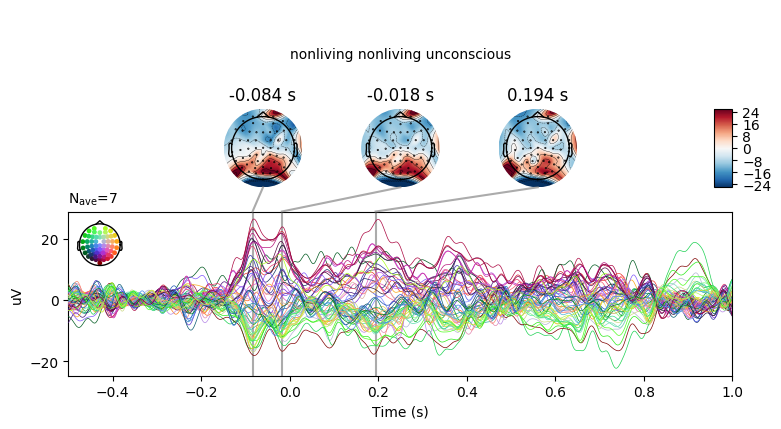 nonliving nonliving unconscious
-0.084 s -0.018 s 0.194 s
24
16
8
0
−8
−16
−24
Nave=7
20
0
−20
uV
−0.4 −0.2 0.0 0.2 0.4 0.6 0.8 1.0
Time (s)